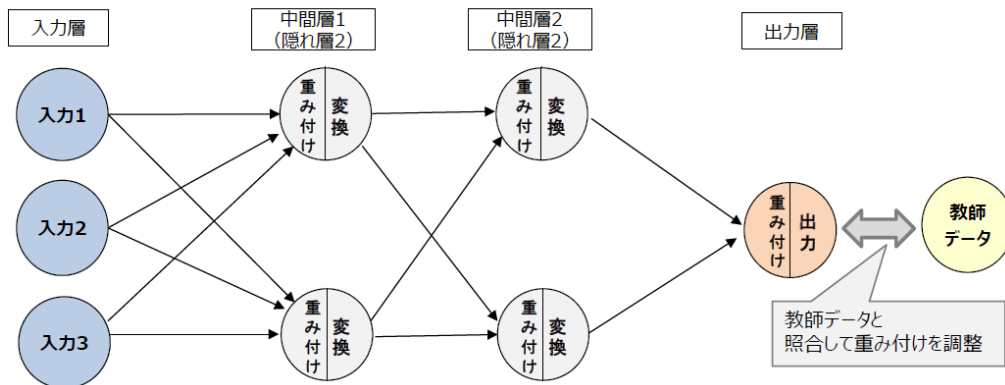 入力層
中間層1
（隠れ層2）
中間層2
（隠れ層2）
出力層
入力1
入力2
入力3
重み付け
変換
重み付け
変換
重み付け
変換
重み付け
変換
重み付け
出力
教師
データ
教師データと
照合して重み付けを調整